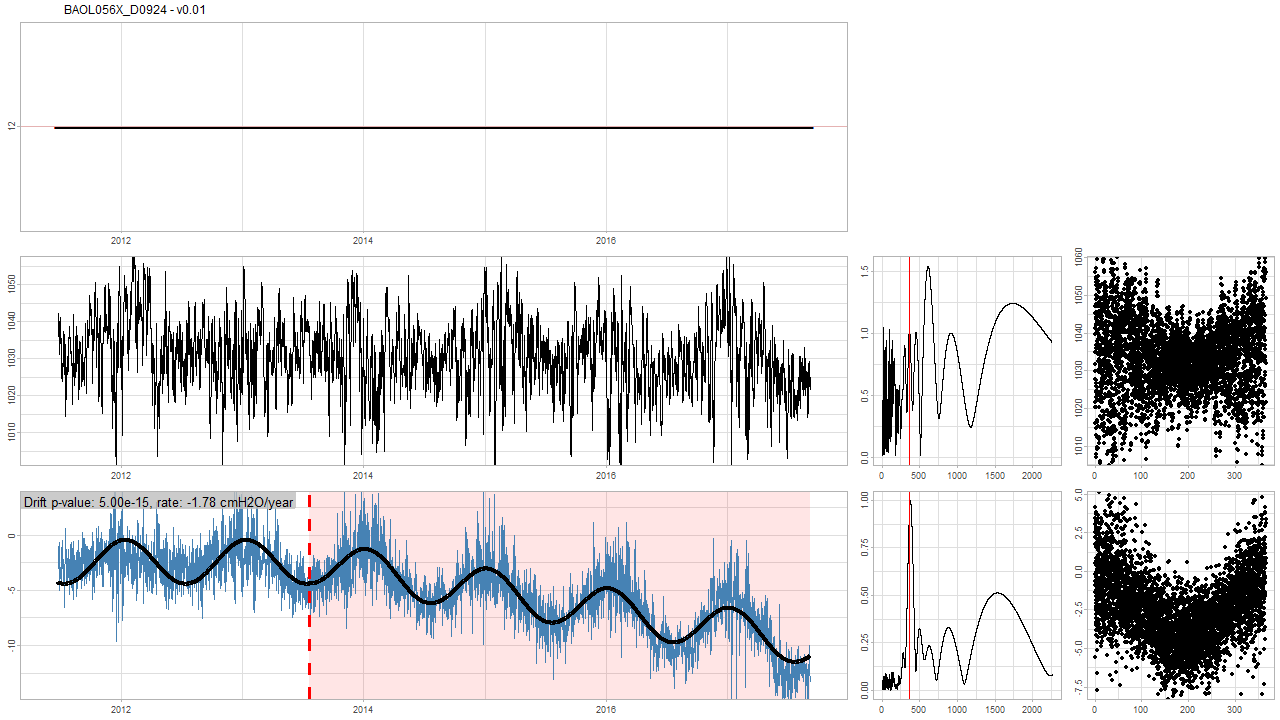 BAOL056X_D0924 - v0.01
12
2012 2014 2016
1060
1050 1.5
1050
1040 1040
1.0
1030 1030
0.5
1020 1020
1010 1010
0.0
2012 2014 2016 0 500 1000 1500 2000 0 100 200 300
Drift p-value: 5.00e-15, rate: -1.78 cmH2O/year
1.00 5.0
0 0.75 2.5
0.0
-5 0.50 -2.5
0.25 -5.0
-10
0.00 -7.5
2012 2014 2016 0 500 1000 1500 2000 0 100 200 300